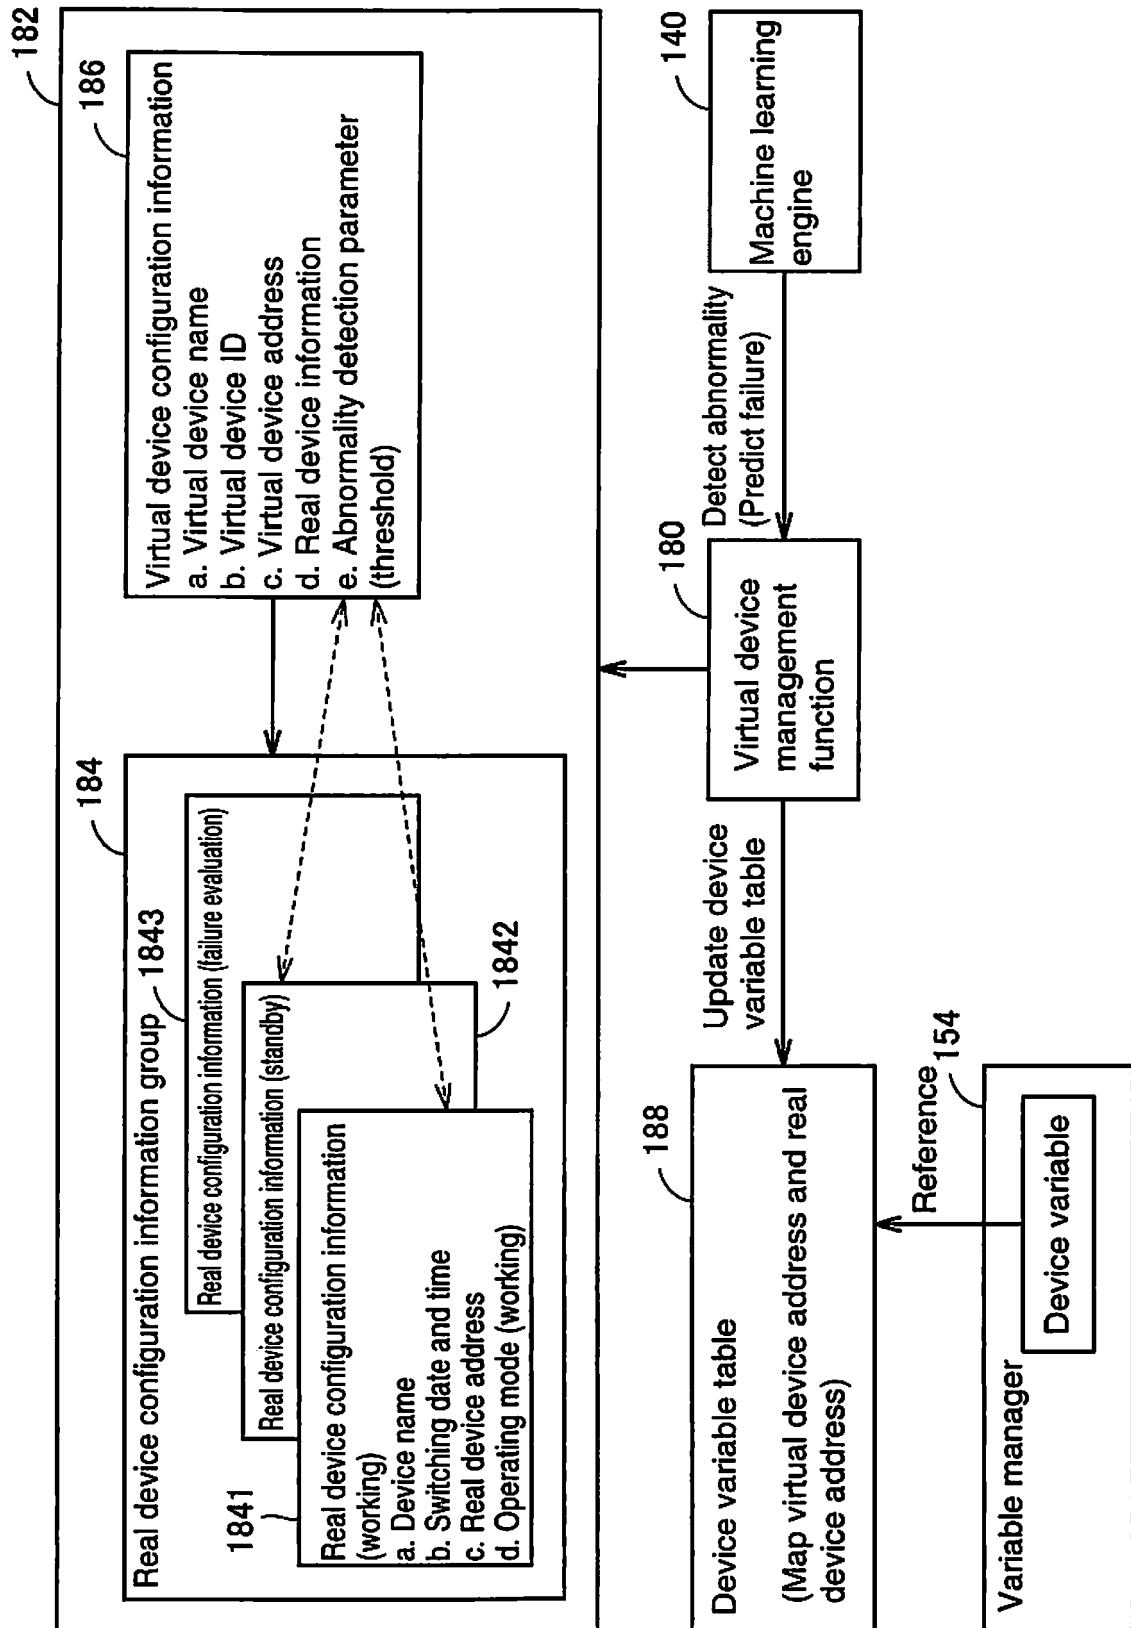 182
184
Real device configuration information group
1843
Real device configuration information (failure evaluation)
Real device configuration information (standby)
1842
1841
Real device configuration information
(working)
a. Device name
b. Switching date and time
c. Real device address
d. Operating mode (working)
186
Virtual device configuration information
a. Virtual device name
b. Virtual device ID
c. Virtual device address
d. Real device information
e. Abnormality detection parameter
(threshold)
188
Device variable table
(Map virtual device address and real
device address)
Update device
variable table
180
Virtual device
management
function
Detect abnormality
(Predict failure)
140
Machine learning
engine
Reference
154
Variable manager
Device variable